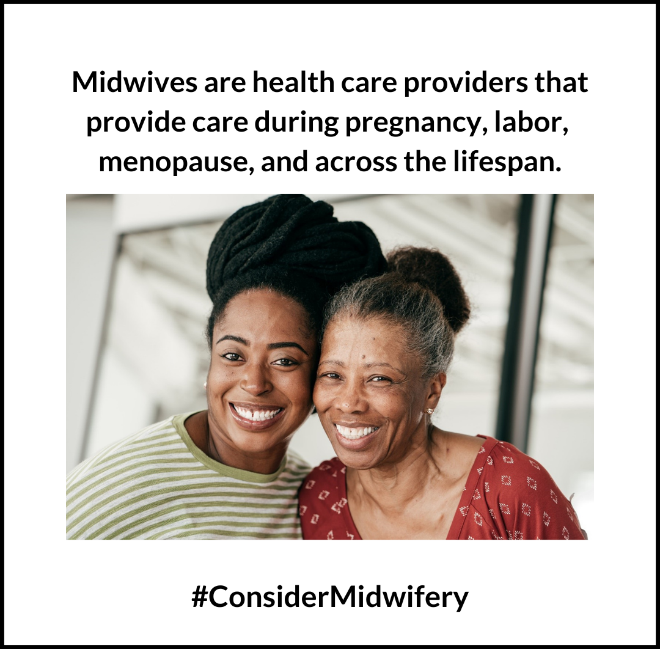 Midwives are health care providers that
provide care during pregnancy, labor,
menopause, and across the lifespan.
#ConsiderMidwifery